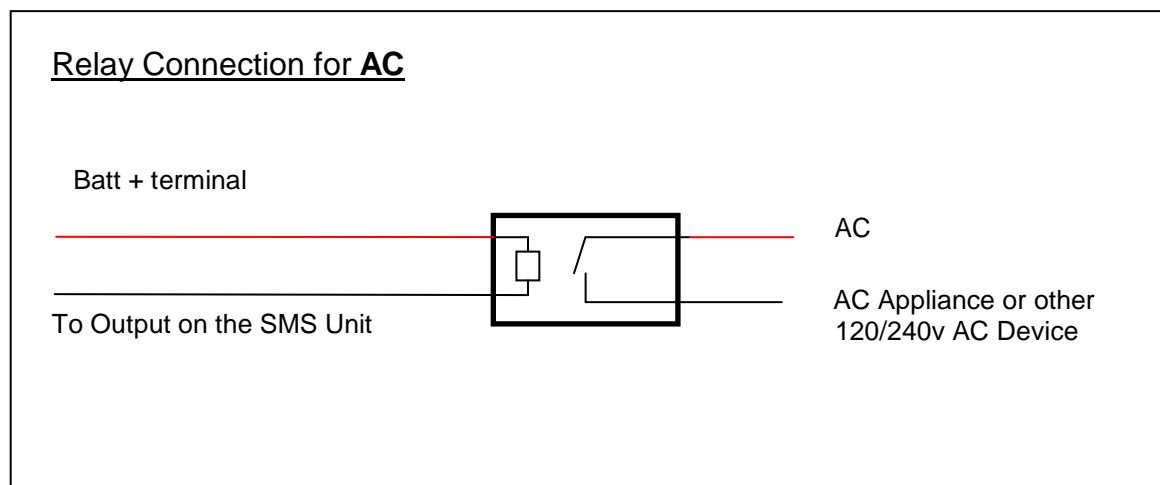 Relay Connection for AC
Batt + terminal
AC
To Output on the SMS Unit
AC Appliance or other
120/240v AC Device